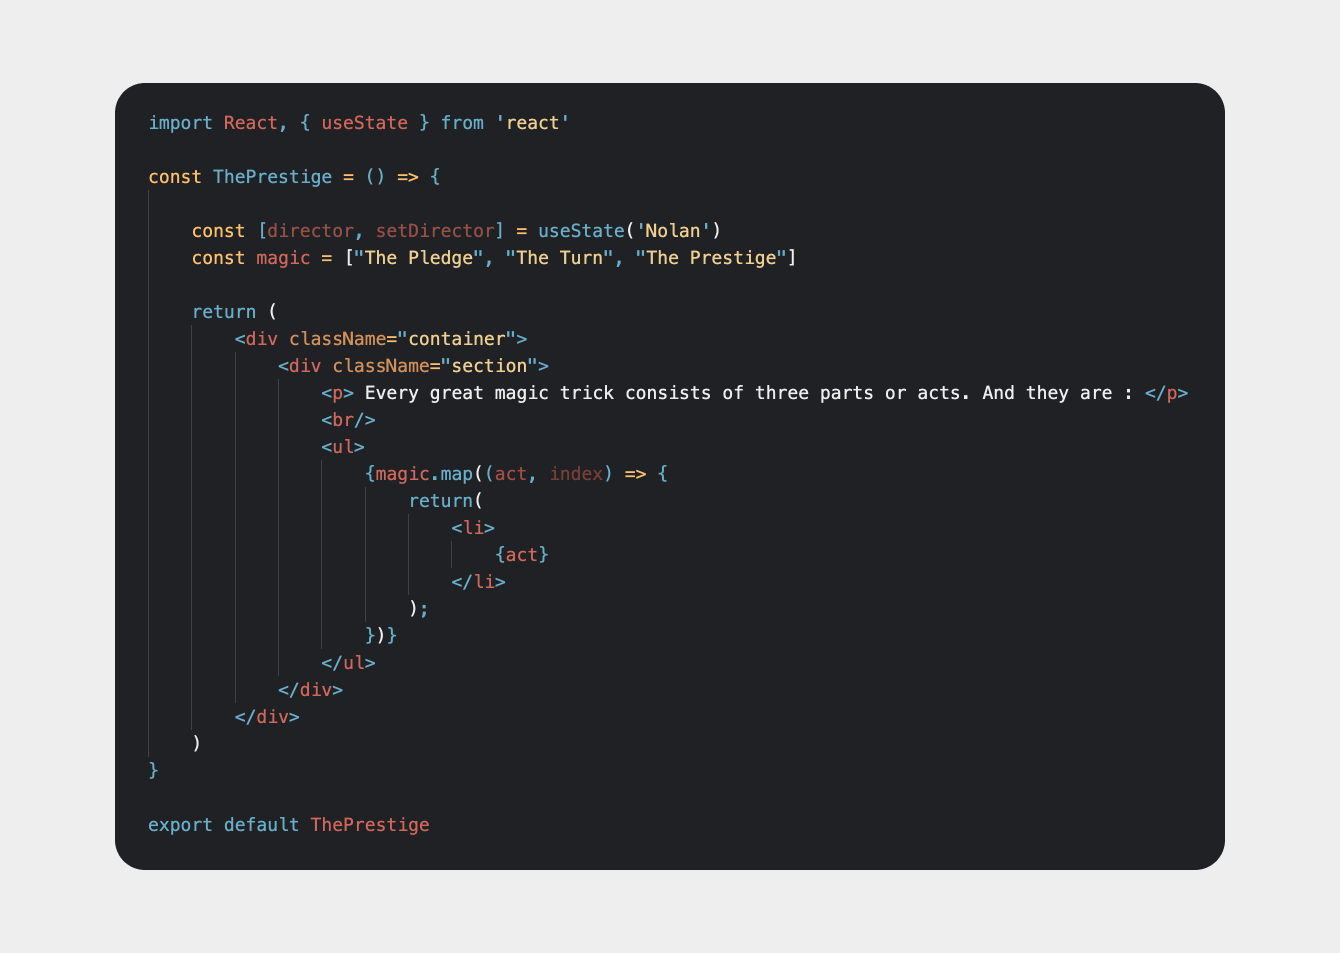 import React, { useState } from 'react'
const ThePrestige = () => {
const [director, setDirector] = useState('Nolan')
const magic = ["The Pledge", "The Turn", "The Prestige"]
return (
<div className="container">
<div className="section">
<p> Every great magic trick consists of three parts or acts. And they are : </p>
<br/>
<ul>
{magic.map((act, index) => {
return(
<li>
{act}
</li>
);
})}
</ul>
</div>
</div>
)
}
export default ThePrestige